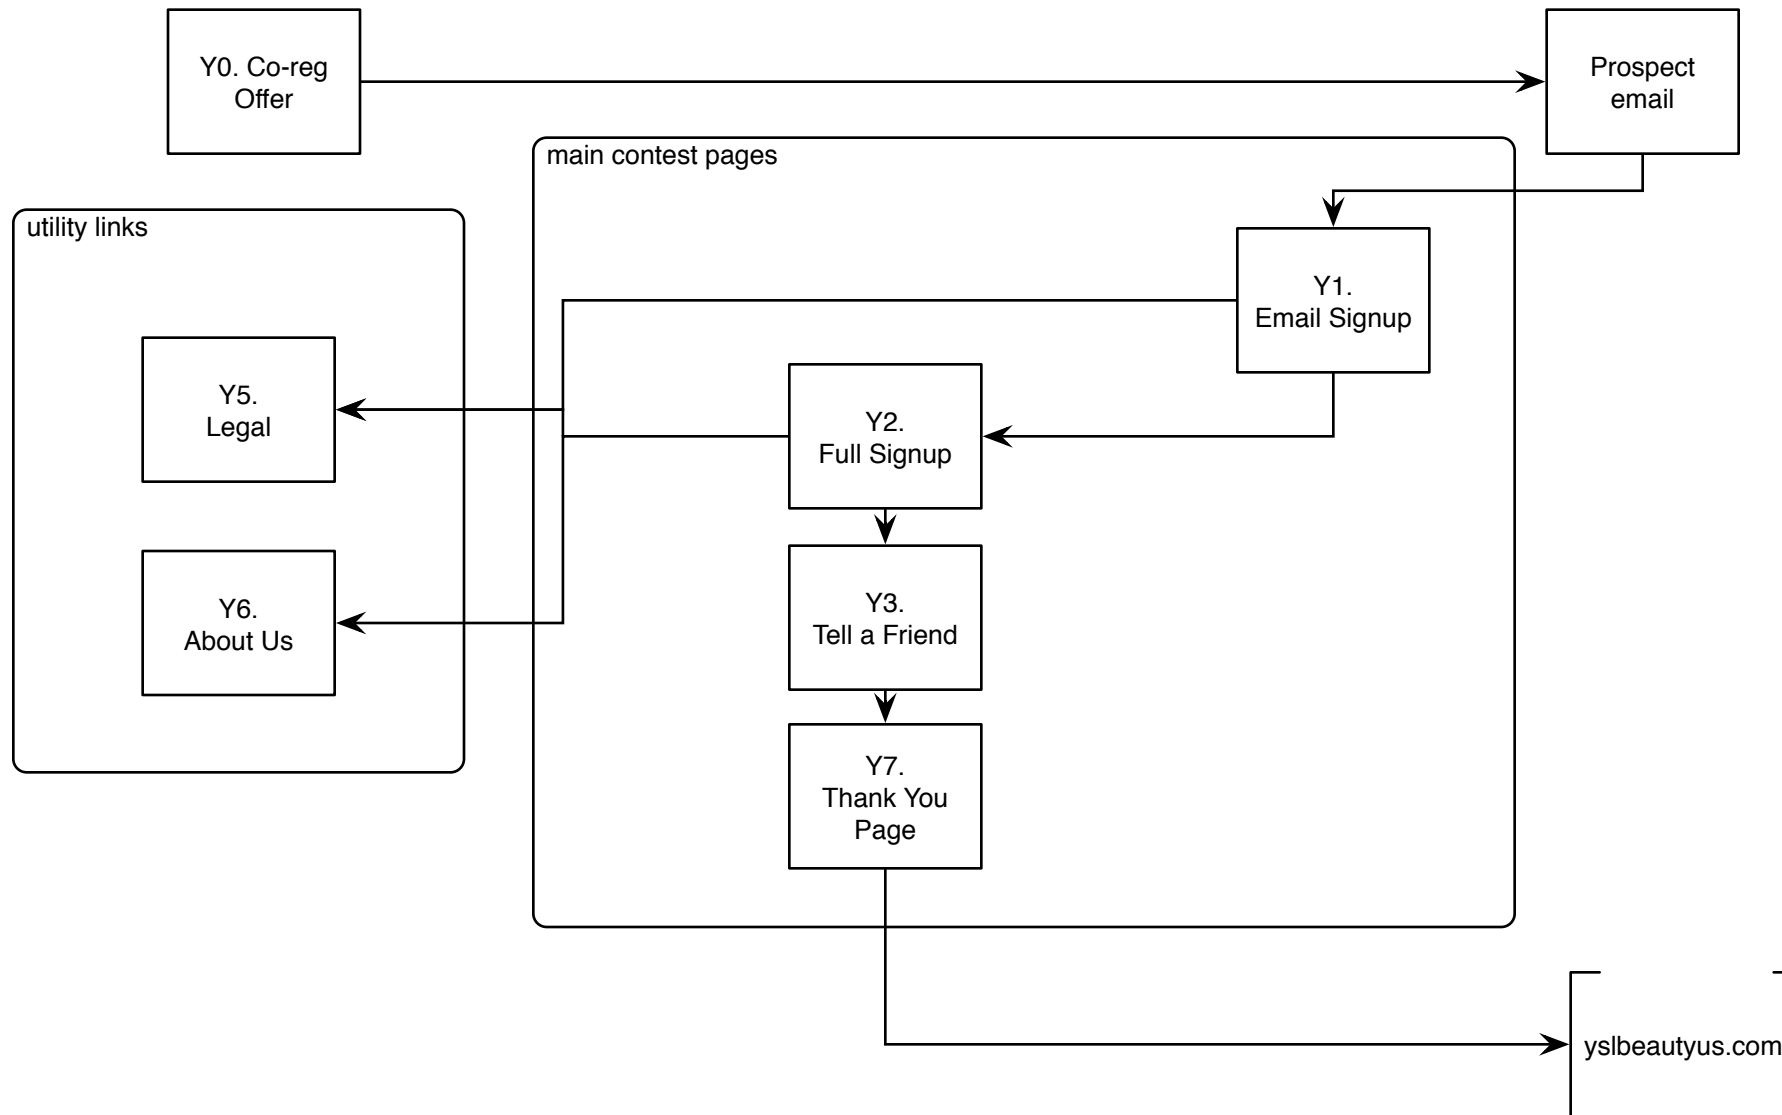 Y0. Co-reg
Offer
Prospect
email
main contest pages
utility links
Y1.
Email Signup
Y5.
Legal
Y2.
Full Signup
Y6.
About Us
Y3.
Tell a Friend
Y7.
Thank You
Page
yslbeautyus.com